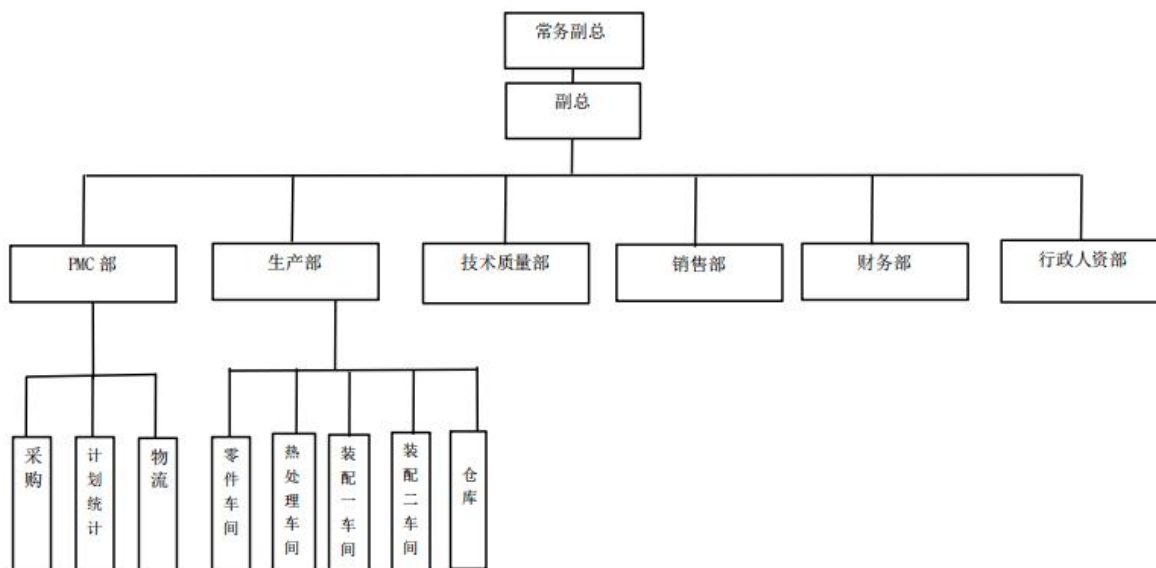 常务副总
副总
PMC 部
生产部
技术质量部
销售部
财务部
行政人资部
采购
计划统计
物流
零件车间
热处理车间
装配一车间
装配二车间
仓库